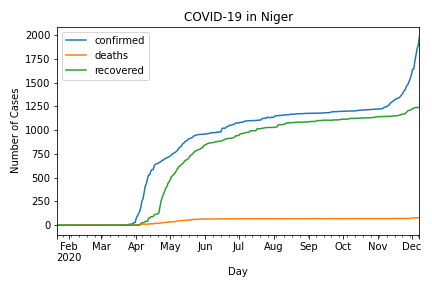 COVID-19 in Niger
confirmed
deaths
recovered
Number of Cases
2000
1750
1500
1250
1000
750
500
250
0
Feb Mar Apr May Jun Jul Aug Sep Oct Nov Dec
2020
Day